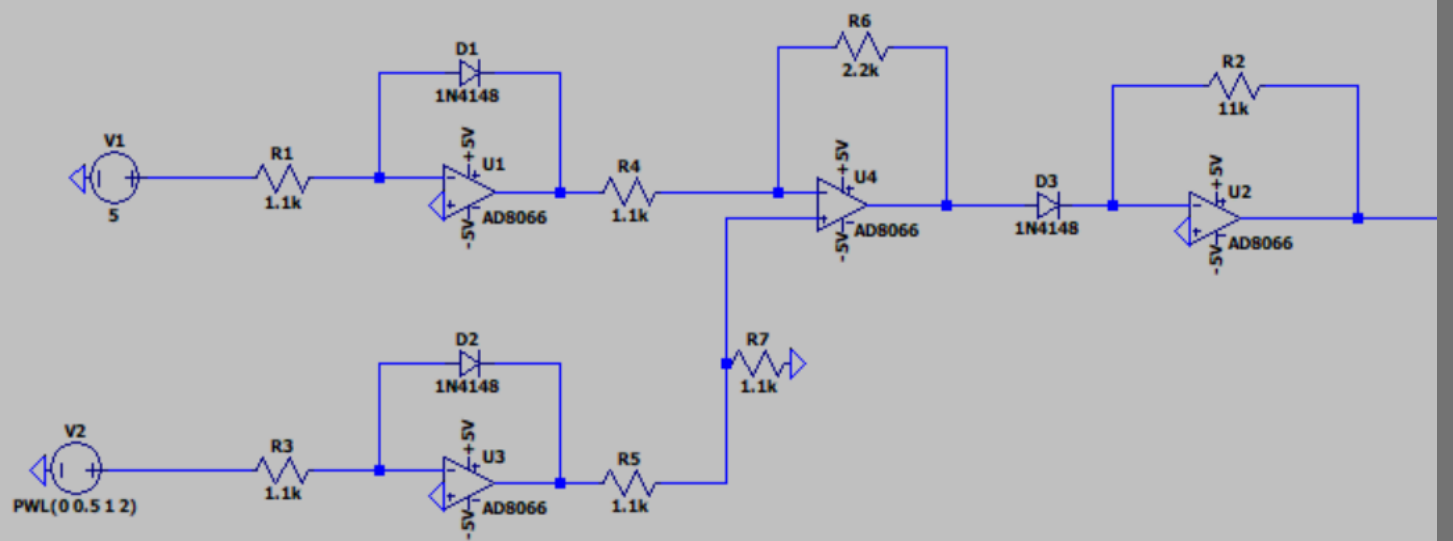 R6
2.2k
D1
1N4148
R2
11k
V1
5
R1
1.1k
+5V
U1
AD8066
-5V
R4
1.1k
+5V
U4
AD8066
-5V
D3
1N4148
+5V
U2
AD8066
-5V
D2
1N4148
R7
1.1k
V2
PWL(0 0.5 1 2)
R3
1.1k
+5V
U3
AD8066
-5V
R5
1.1k